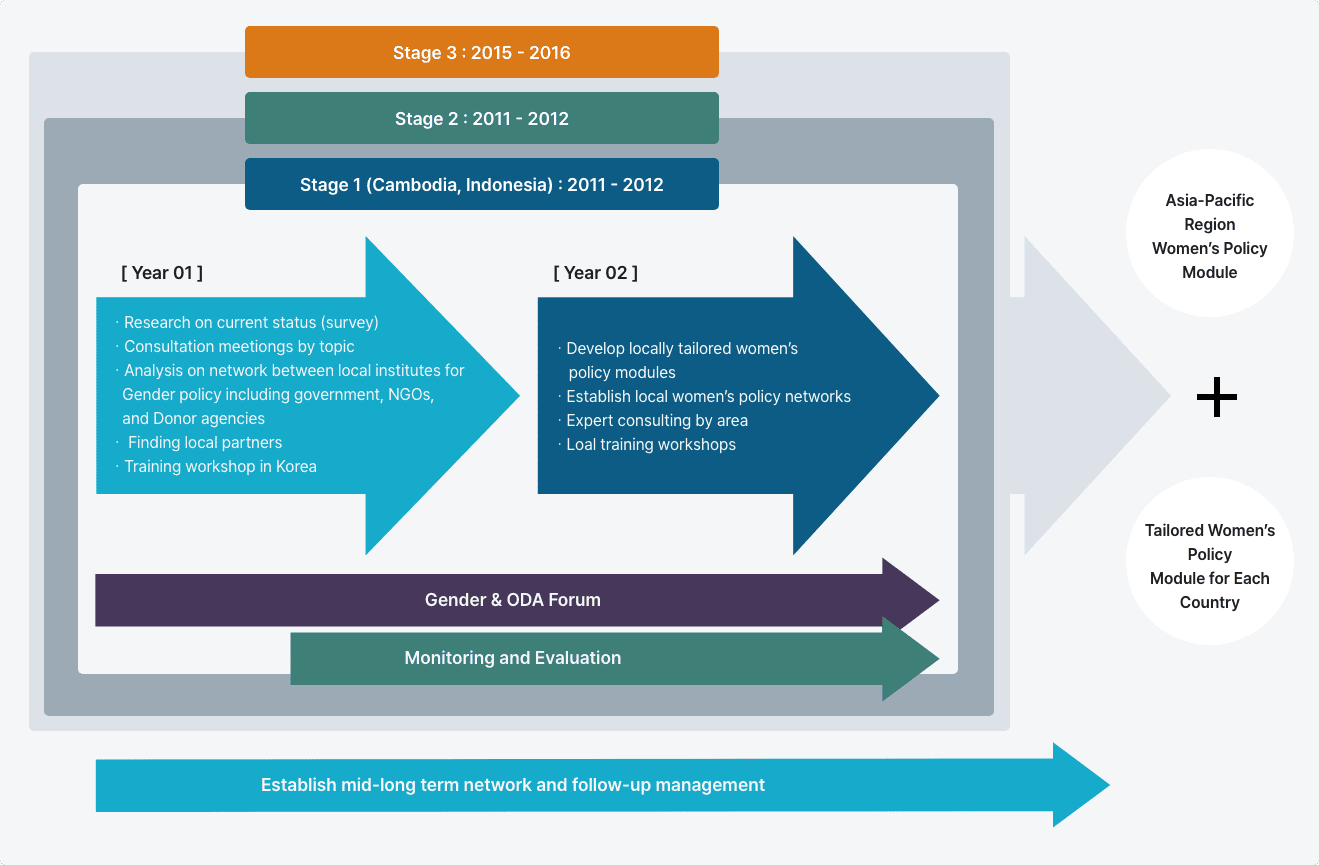 Stage 3 : 2015 - 2016
Stage 2 : 2011 - 2012
Stage 1 (Cambodia, Indonesia) : 2011 - 2012
[ Year 01 ]
· Research on current status (survey)
· Consultation meetiongs by topic
· Analysis on network between local institutes for
Gender policy including government, NGOs,
and Donor agencies
· Finding local partners
· Training workshop in Korea
[ Year 02 ]
· Develop locally tailored women’s
policy modules
· Establish local women’s policy networks
· Expert consulting by area
· Loal training workshops
Gender & ODA Forum
Monitoring and Evaluation
Establish mid-long term network and follow-up management
Asia-Pacific
Region
Women’s Policy
Module
+
Tailored Women’s
Policy
Module for Each
Country